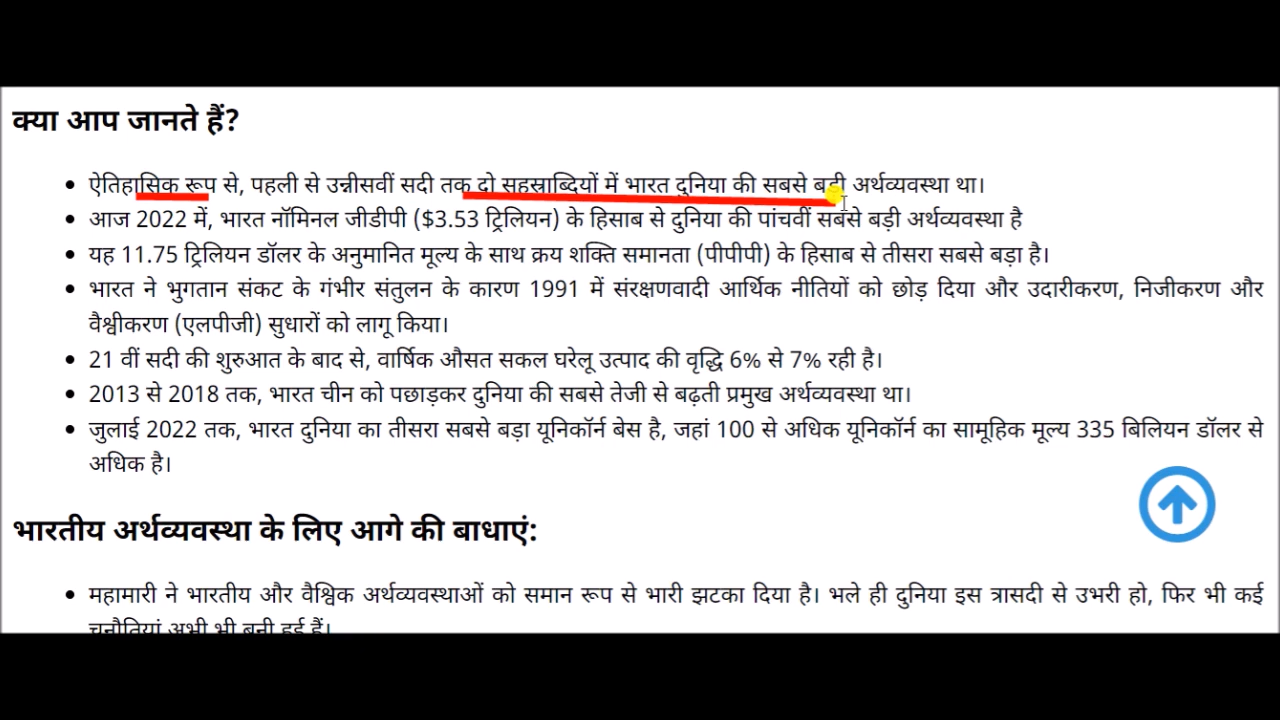 क्या आप जानते हैं?
• ऐतिहासिक रूप से, पहली से उन्नीसवीं सदी तक दो सहस्राब्दियों में भारत दुनिया की सबसे बड़ी अर्थव्यवस्था था।
• आज 2022 में, भारत नॉमिनल जीडीपी ($3.53 ट्रिलियन) के हिसाब से दुनिया की पांचवीं सबसे बड़ी अर्थव्यवस्था है
• यह 11.75 ट्रिलियन डॉलर के अनुमानित मूल्य के साथ क्रय शक्ति समानता (पीपीपी) के हिसाब से तीसरा सबसे बड़ा है।
• भारत ने भुगतान संकट के गंभीर संतुलन के कारण 1991 में संरक्षणवादी आर्थिक नीतियों को छोड़ दिया और उदारीकरण, निजीकरण और
वैश्वीकरण (एलपीजी) सुधारों को लागू किया।
• 21 वीं सदी की शुरुआत के बाद से, वार्षिक औसत सकल घरेलू उत्पाद की वृद्धि 6% से 7% रही है।
• 2013 से 2018 तक, भारत चीन को पछाड़कर दुनिया की सबसे तेजी से बढ़ती प्रमुख अर्थव्यवस्था था।
• जुलाई 2022 तक, भारत दुनिया का तीसरा सबसे बड़ा यूनिकॉर्न बेस है, जहां 100 से अधिक यूनिकॉर्न का सामूहिक मूल्य 335 बिलियन डॉलर से
अधिक है।
भारतीय अर्थव्यवस्था के लिए आगे की बाधाएं:
• महामारी ने भारतीय और वैश्विक अर्थव्यवस्थाओं को समान रूप से भारी झटका दिया है। भले ही दुनिया इस त्रासदी से उभरी हो, फिर भी कई
चुनौतियां अभी भी बनी हुई हैं।